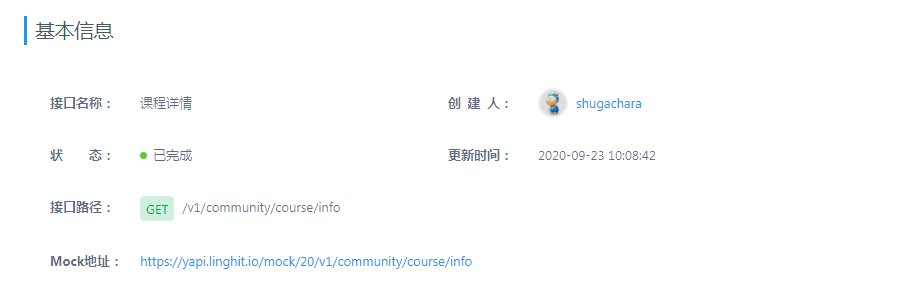 基本信息
接口名称： 课程详情 创 建 人： shugachara
状 态： 已完成 更新时间： 2020-09-23 10:08:42
接口路径： GET /v1/community/course/info
Mock地址： https://yapi.linghit.io/mock/20/v1/community/course/info